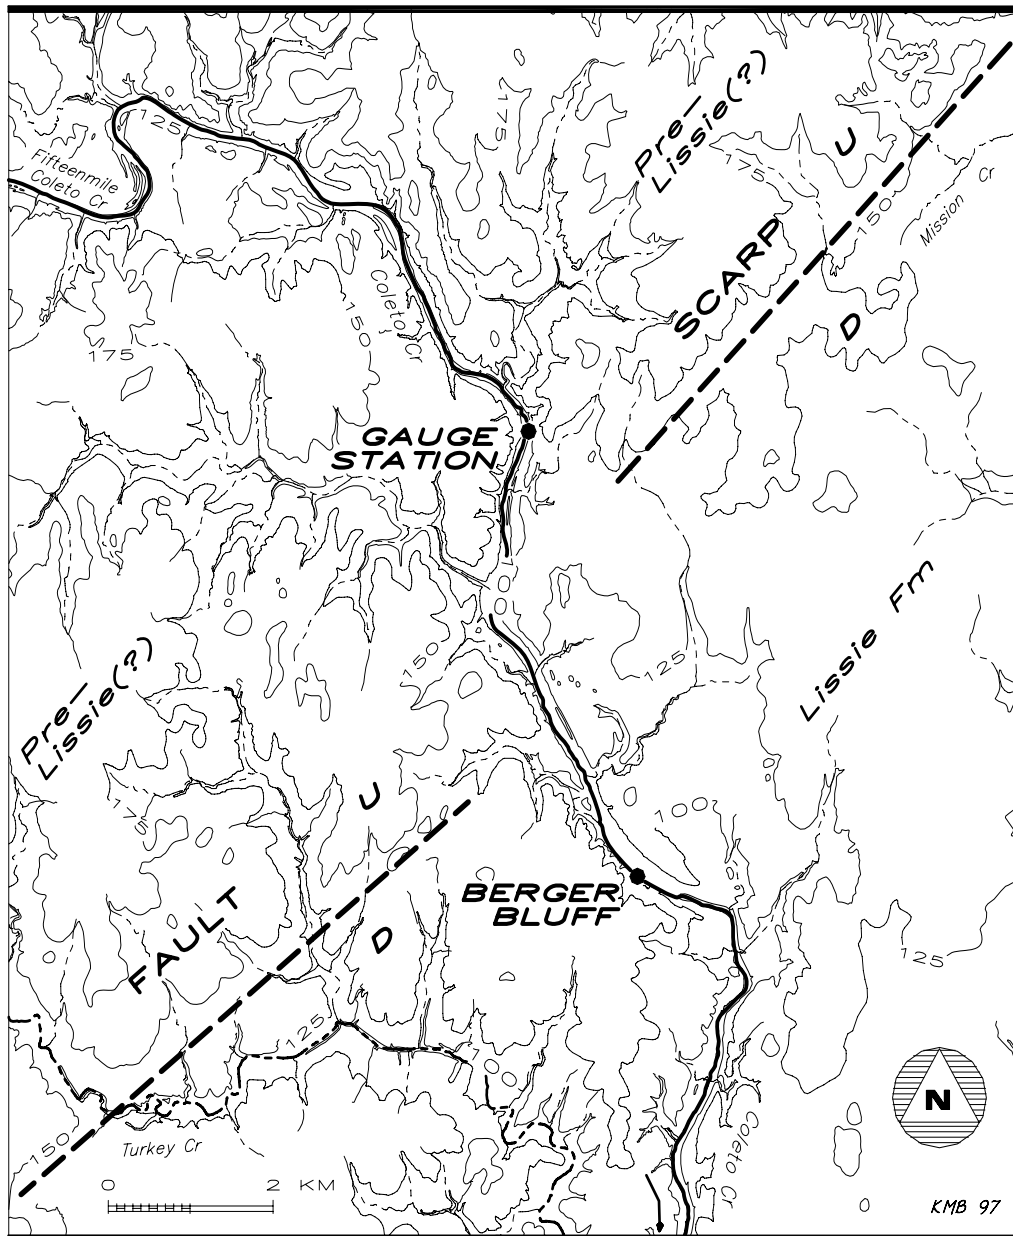 125
Fifteenmile
Coleto Cr
175
Pre-
Lissie(?)
175
U
Cr
Mission
150
SCARP
D
Coleto Cr
150
175
GAUGE
STATION
100
Lissie Fm
150
125
Pre-
Lissie(?)
175
U
100
BERGER
BLUFF
D
FAULT
125
125
100
N
150
Turkey Cr
Coleto Cr
0 2 KM
KMB 97